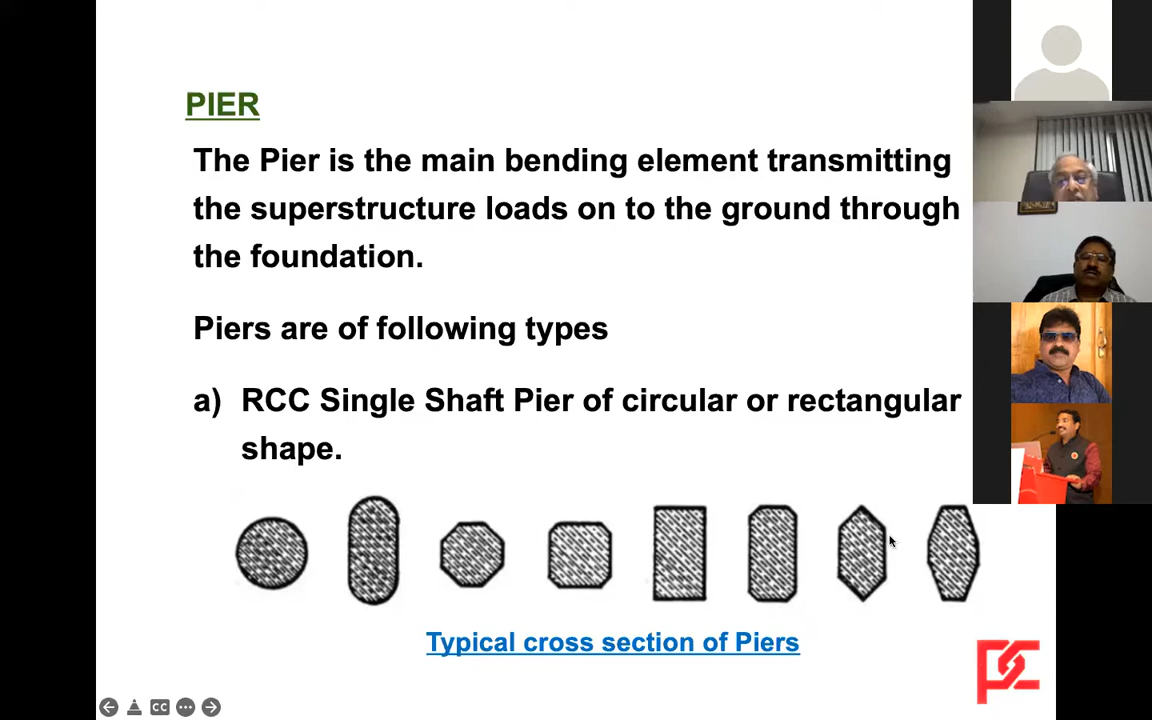 PIER
The Pier is the main bending element transmitting
the superstructure loads on to the ground through
the foundation.
Piers are of following types
a) RCC Single Shaft Pier of circular or rectangular
shape.
Typical cross section of Piers
CC